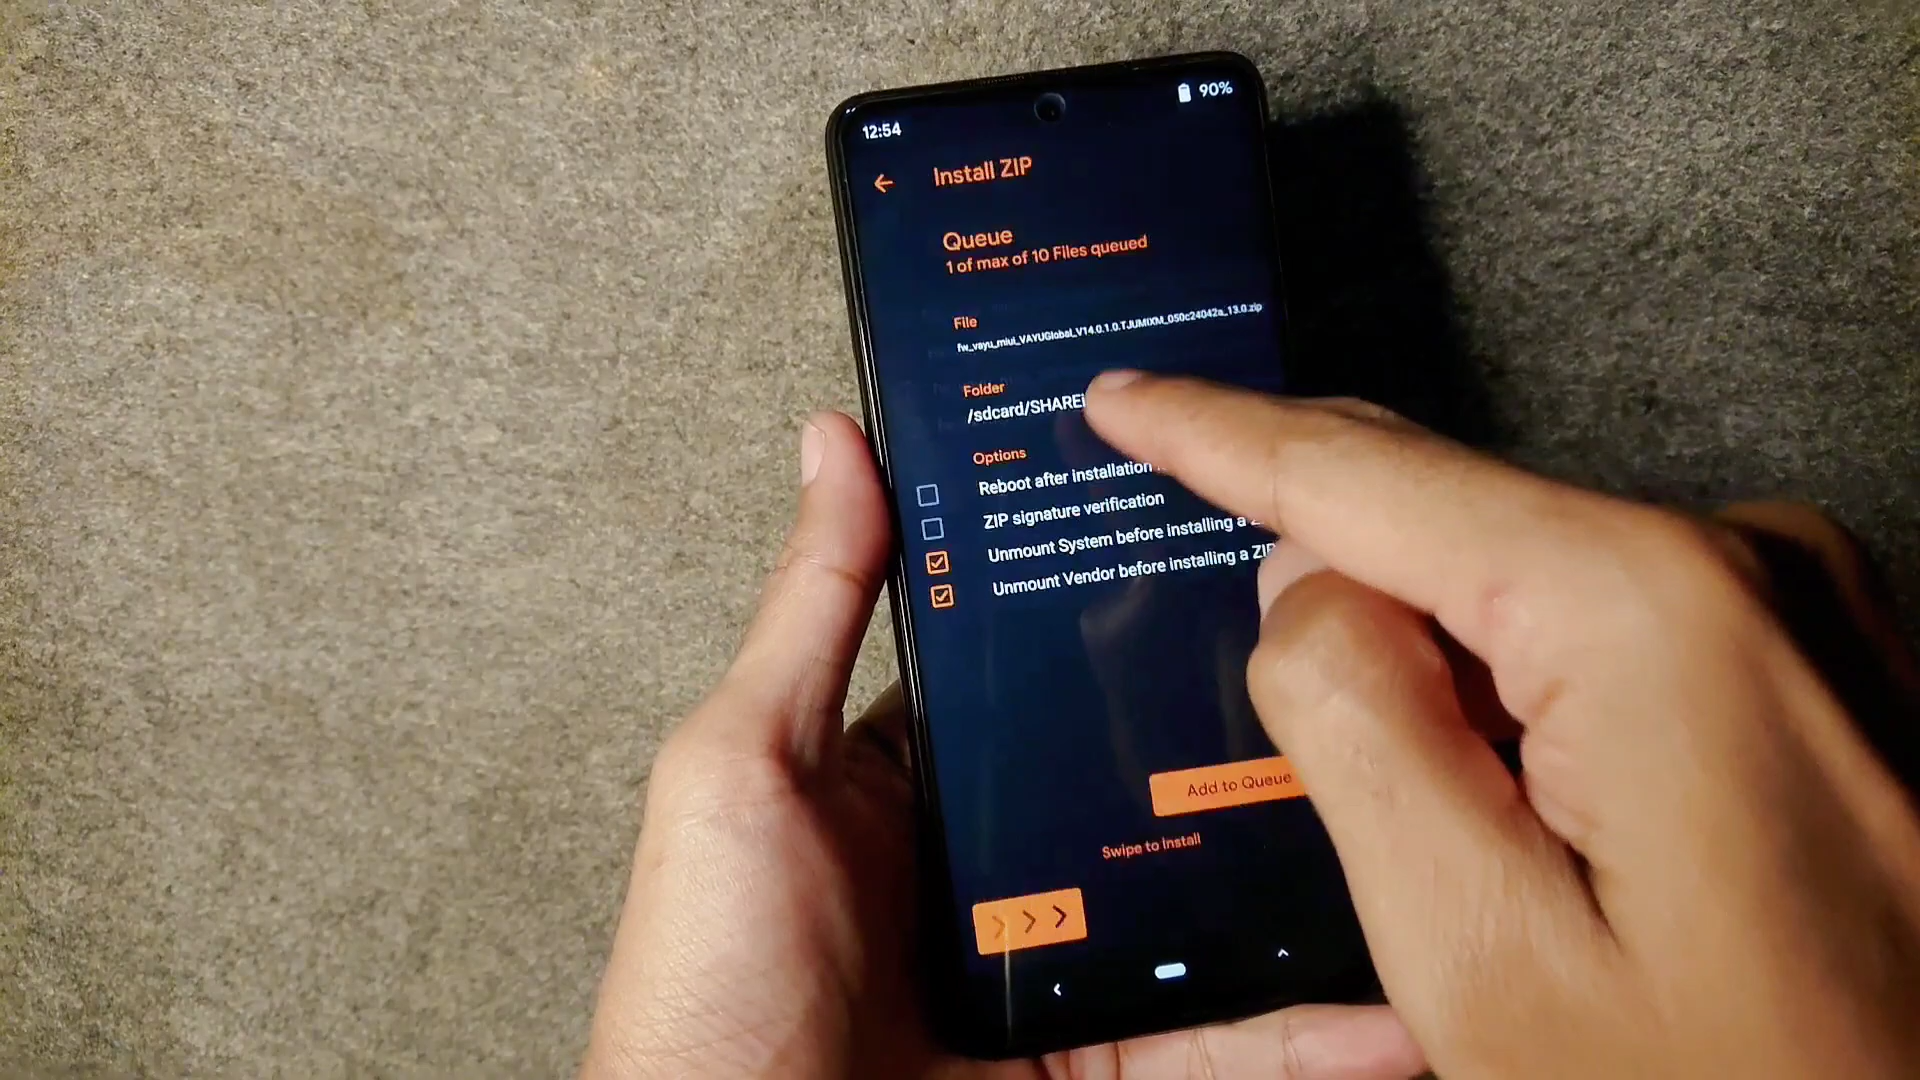 12:54
90%
Install ZIP
Queue
1 of max of 10 Files queued
File
fw_vayu_miui_VAYUGlobal_V14.0.1.0.TJUMIXM_050c24042a_13.0.zip
Folder
/sdcard/SHAREi
Options
Reboot after installation
ZIP signature verification
Unmount System before installing a
Unmount Vendor before installing a ZIP
Add to Queue
Swipe to Install